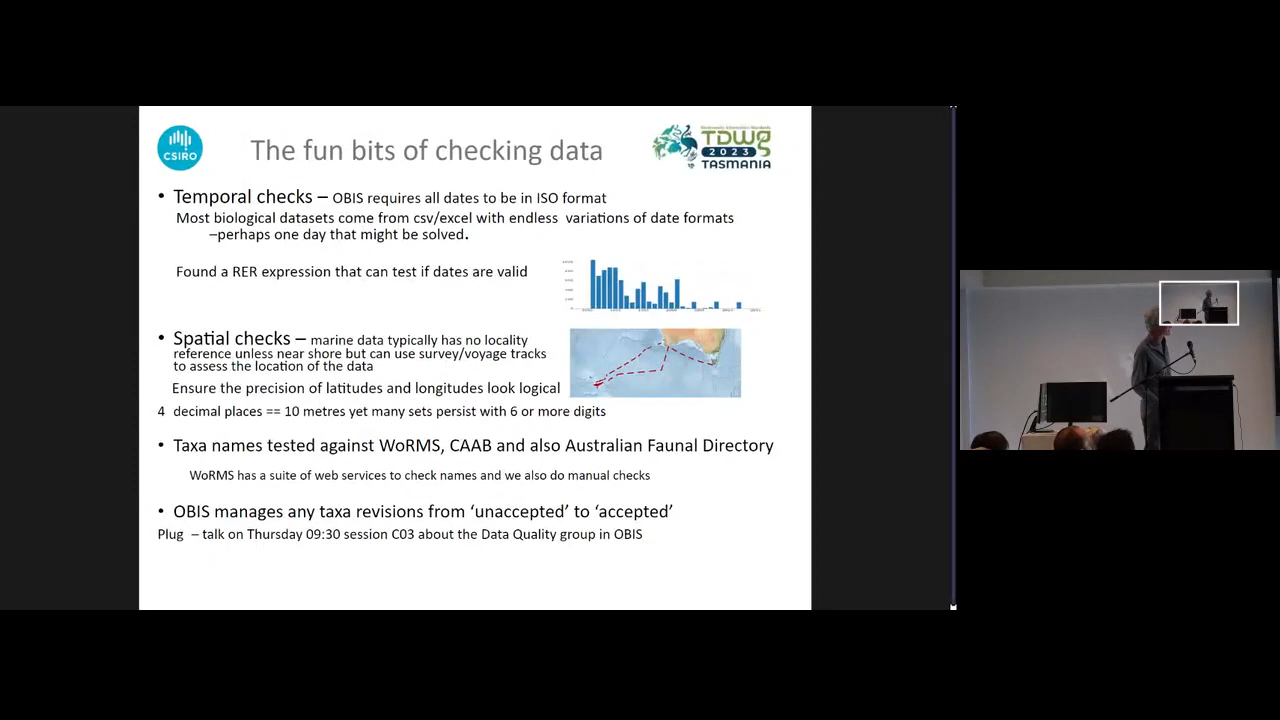 CSIRO
The fun bits of checking data
TDWG
2023
TASMANIA
• Temporal checks – OBIS requires all dates to be in ISO format
Most biological datasets come from csv/excel with endless variations of date formats
–perhaps one day that might be solved.
Found a RER expression that can test if dates are valid
• Spatial checks – marine data typically has no locality
reference unless near shore but can use survey/voyage tracks
to assess the location of the data
Ensure the precision of latitudes and longitudes look logical
4 decimal places == 10 metres yet many sets persist with 6 or more digits
• Taxa names tested against WoRMS, CAAB and also Australian Faunal Directory
WoRMS has a suite of web services to check names and we also do manual checks
• OBIS manages any taxa revisions from ‘unaccepted’ to ‘accepted’
Plug – talk on Thursday 09:30 session C03 about the Data Quality group in OBIS